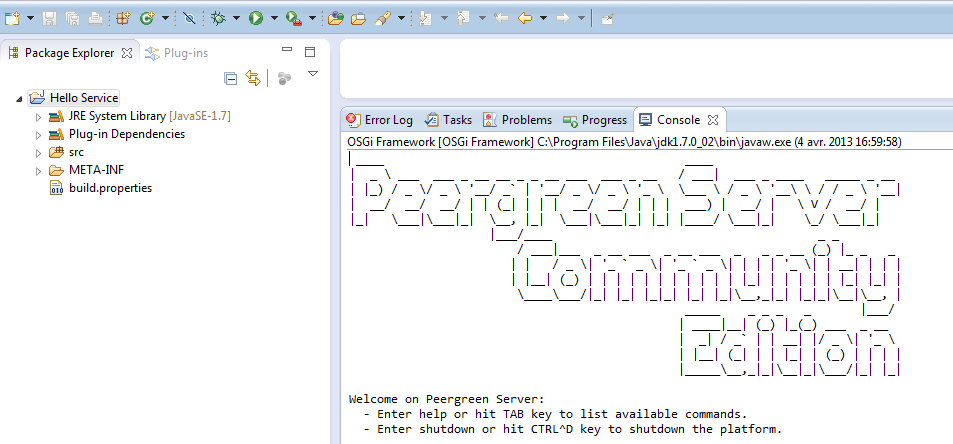 Package Explorer
Plug-ins
Hello Service
JRE System Library [JavaSE-1.7]
Plug-in Dependencies
src
META-INF
build.properties
Error Log
Tasks
Problems
Progress
Console
OSGi Framework [OSGi Framework] C:\Program Files\Java\jdk1.7.0_02\bin\javaw.exe (4 avr. 2013 16:59:58)
Peergreen Server
Community
Edition
Welcome on Peergreen Server:
- Enter help or hit TAB key to list available commands.
- Enter shutdown or hit CTRL^D key to shutdown the platform.